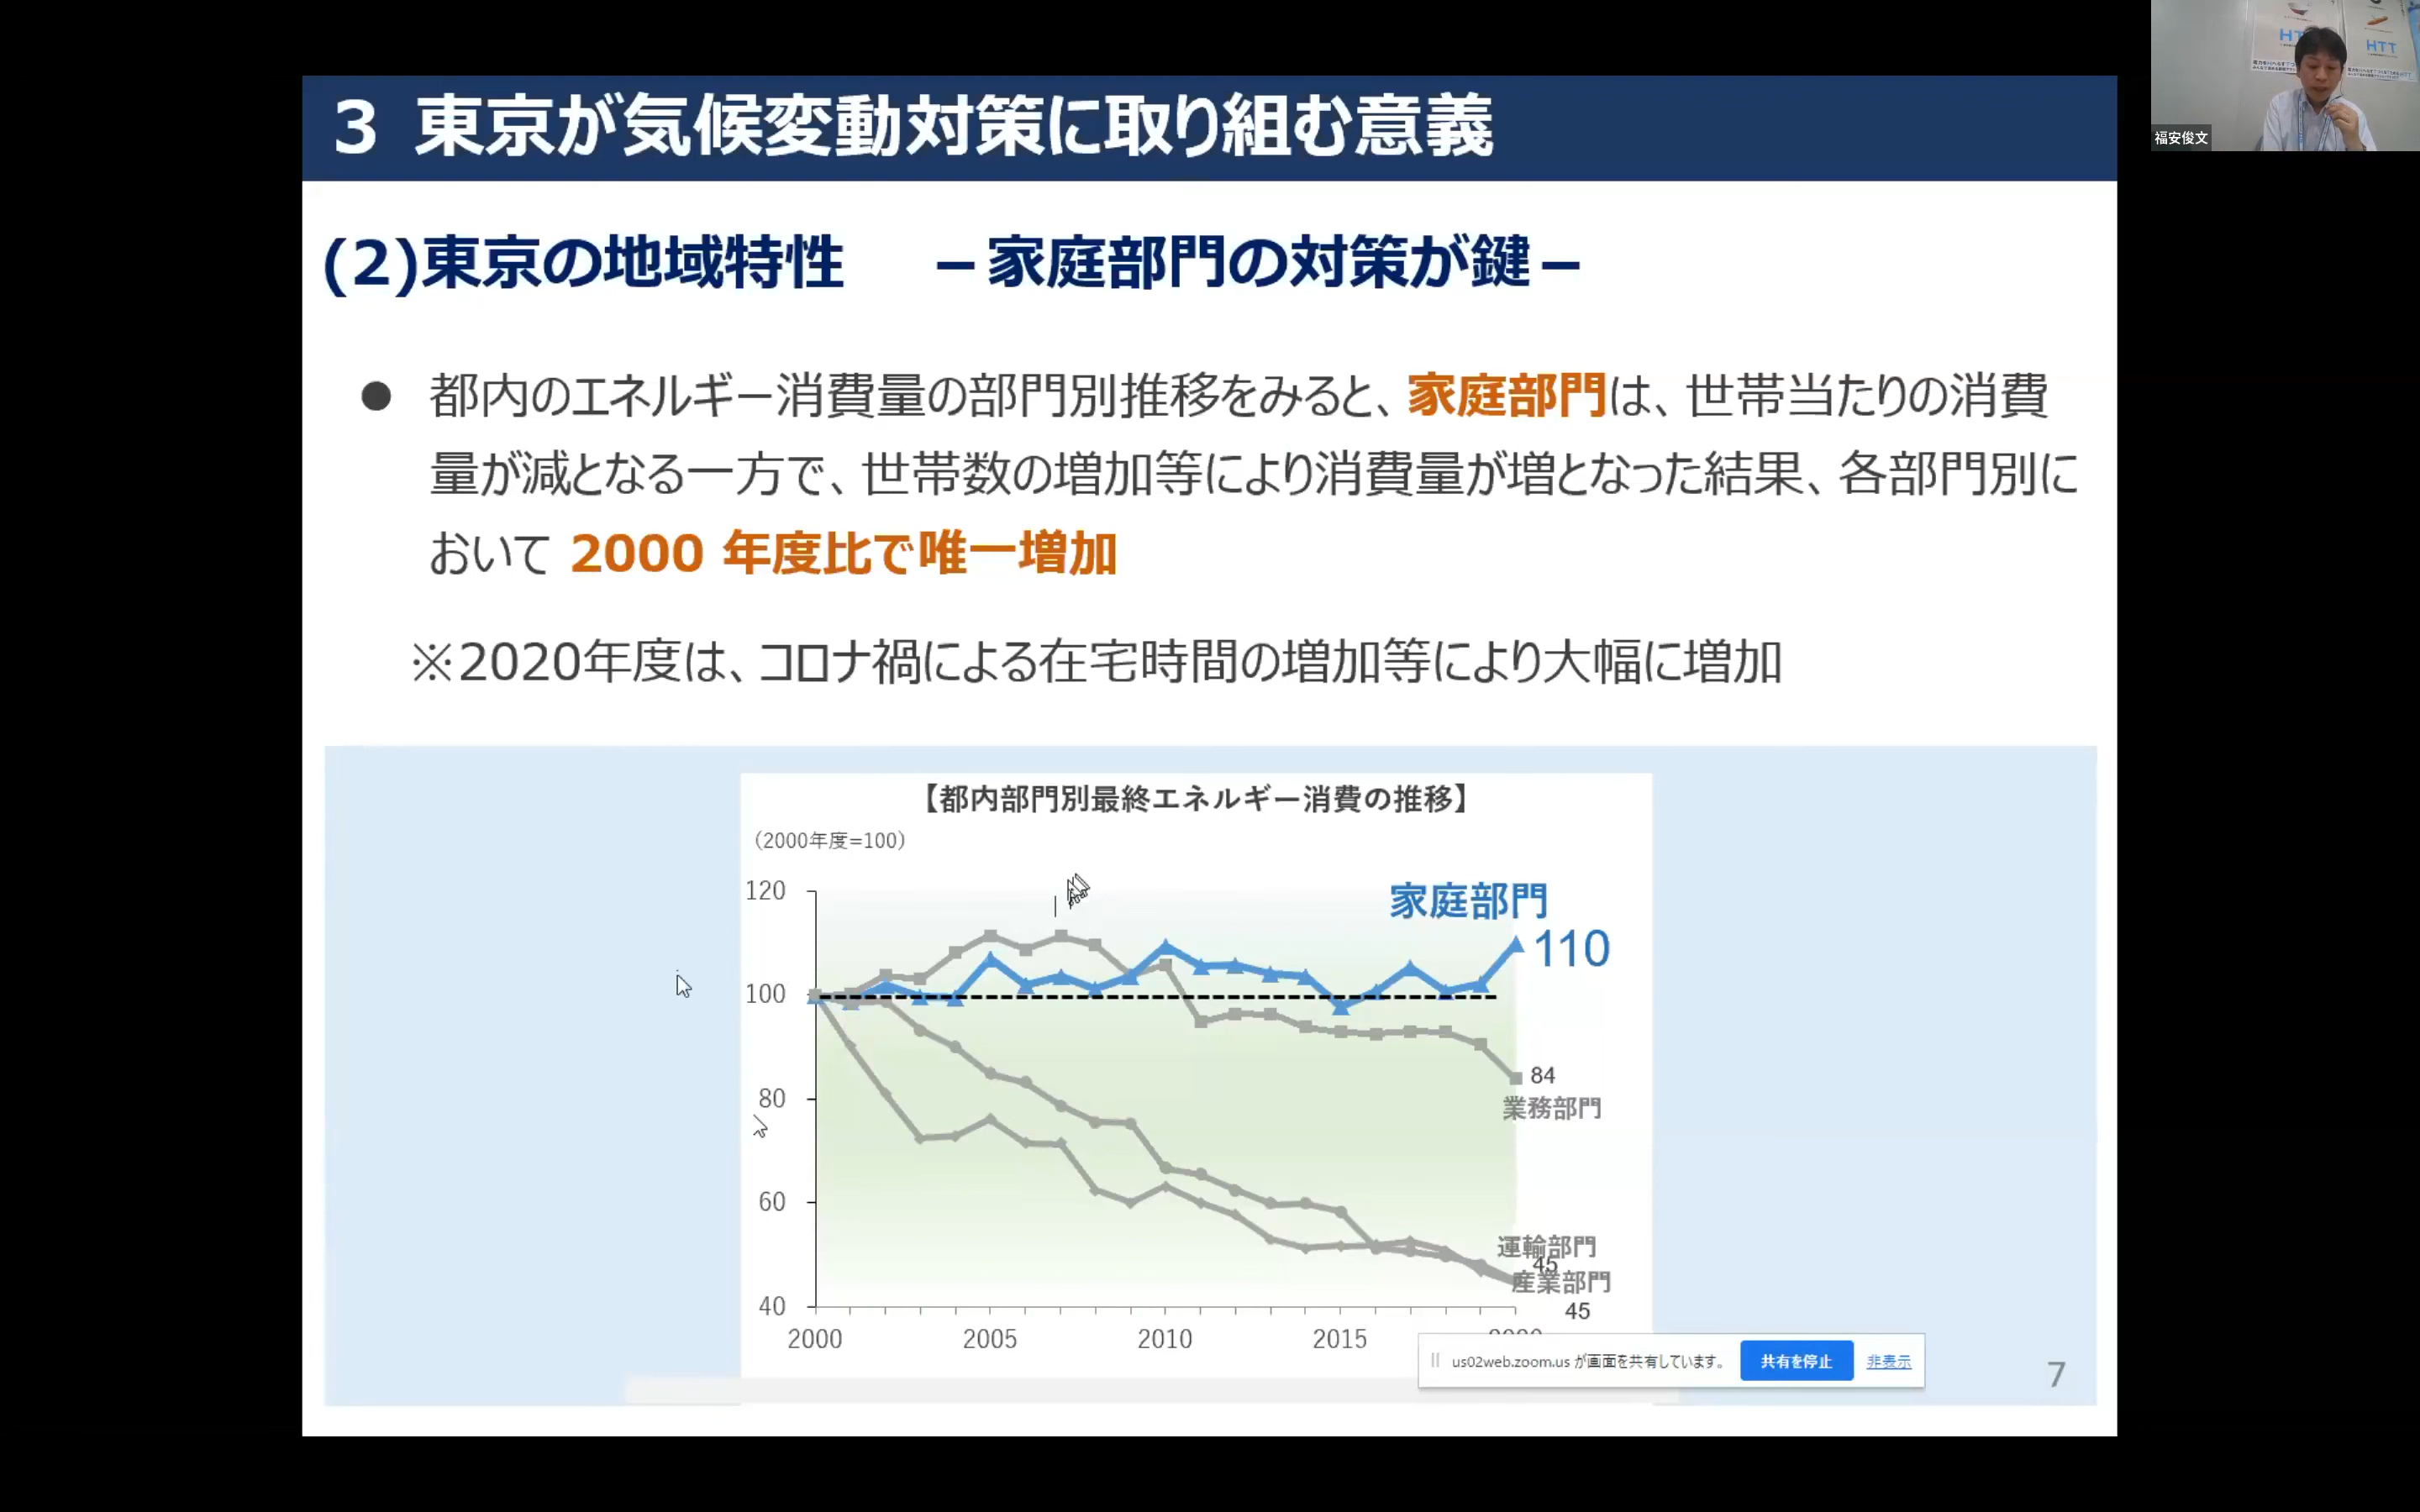 3 東京が気候変動対策に取り組む意義
(2)東京の地域特性 －家庭部門の対策が鍵－
● 都内のエネルギー消費量の部門別推移をみると、家庭部門は、世帯当たりの消費
量が減となる一方で、世帯数の増加等により消費量が増となった結果、各部門別に
おいて 2000 年度比で唯一増加
※2020年度は、コロナ禍による在宅時間の増加等により大幅に増加
【都内部門別最終エネルギー消費の推移】
(2000年度=100)
120
100
80
60
40
2000
2005
2010
2015
2020
家庭部門
110
84
業務部門
運輸部門
45
産業部門
45
us02web.zoom.us が画面を共有しています。
共有を停止
非表示
7
HTT
福安俊文